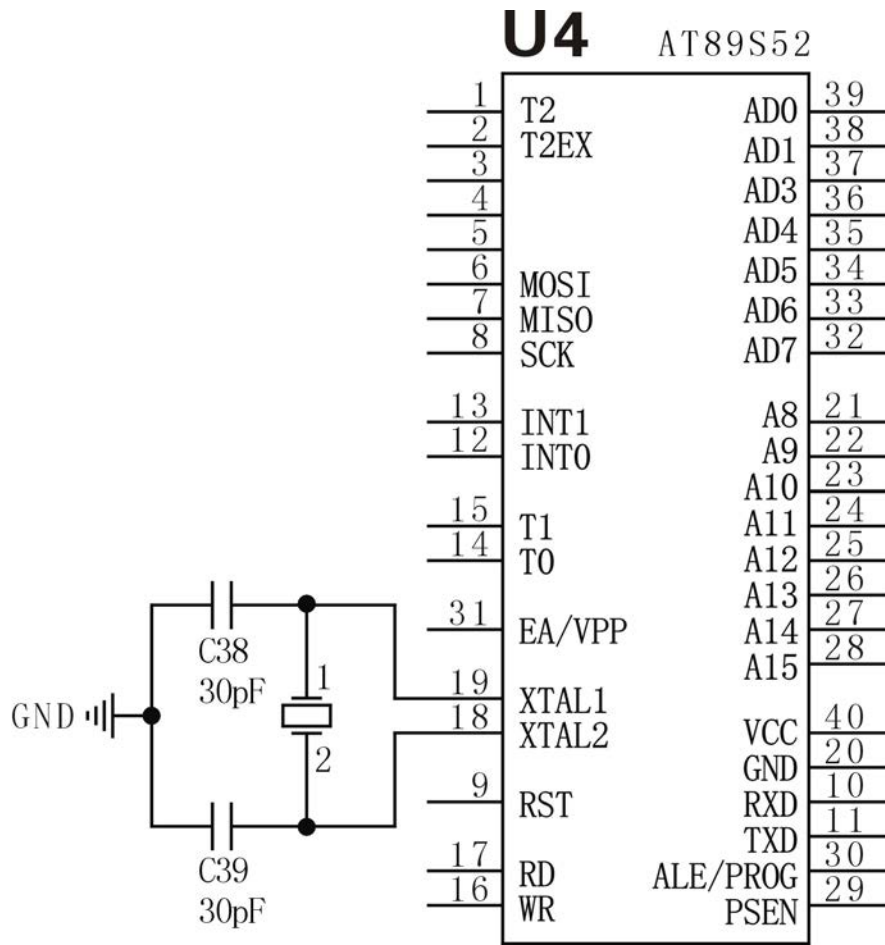 U4 AT89S52
1 T2 AD0 39
2 T2EX AD1 38
3 AD3 37
4 AD4 36
5 AD5 35
6 MOSI AD6 34
7 MISO AD7 33
8 SCK 32
13 INT1 A8 21
12 INT0 A9 22
A10 23
15 T1 A11 24
14 T0 A12 25
A13 26
31 EA/VPP A14 27
A15 28
C38
30pF
1
19 XTAL1
GND
18 XTAL2 VCC 40
2
GND 20
9 RST RXD 10
TXD 11
C39
30pF
17 RD ALE/PROG 30
16 WR PSEN 29